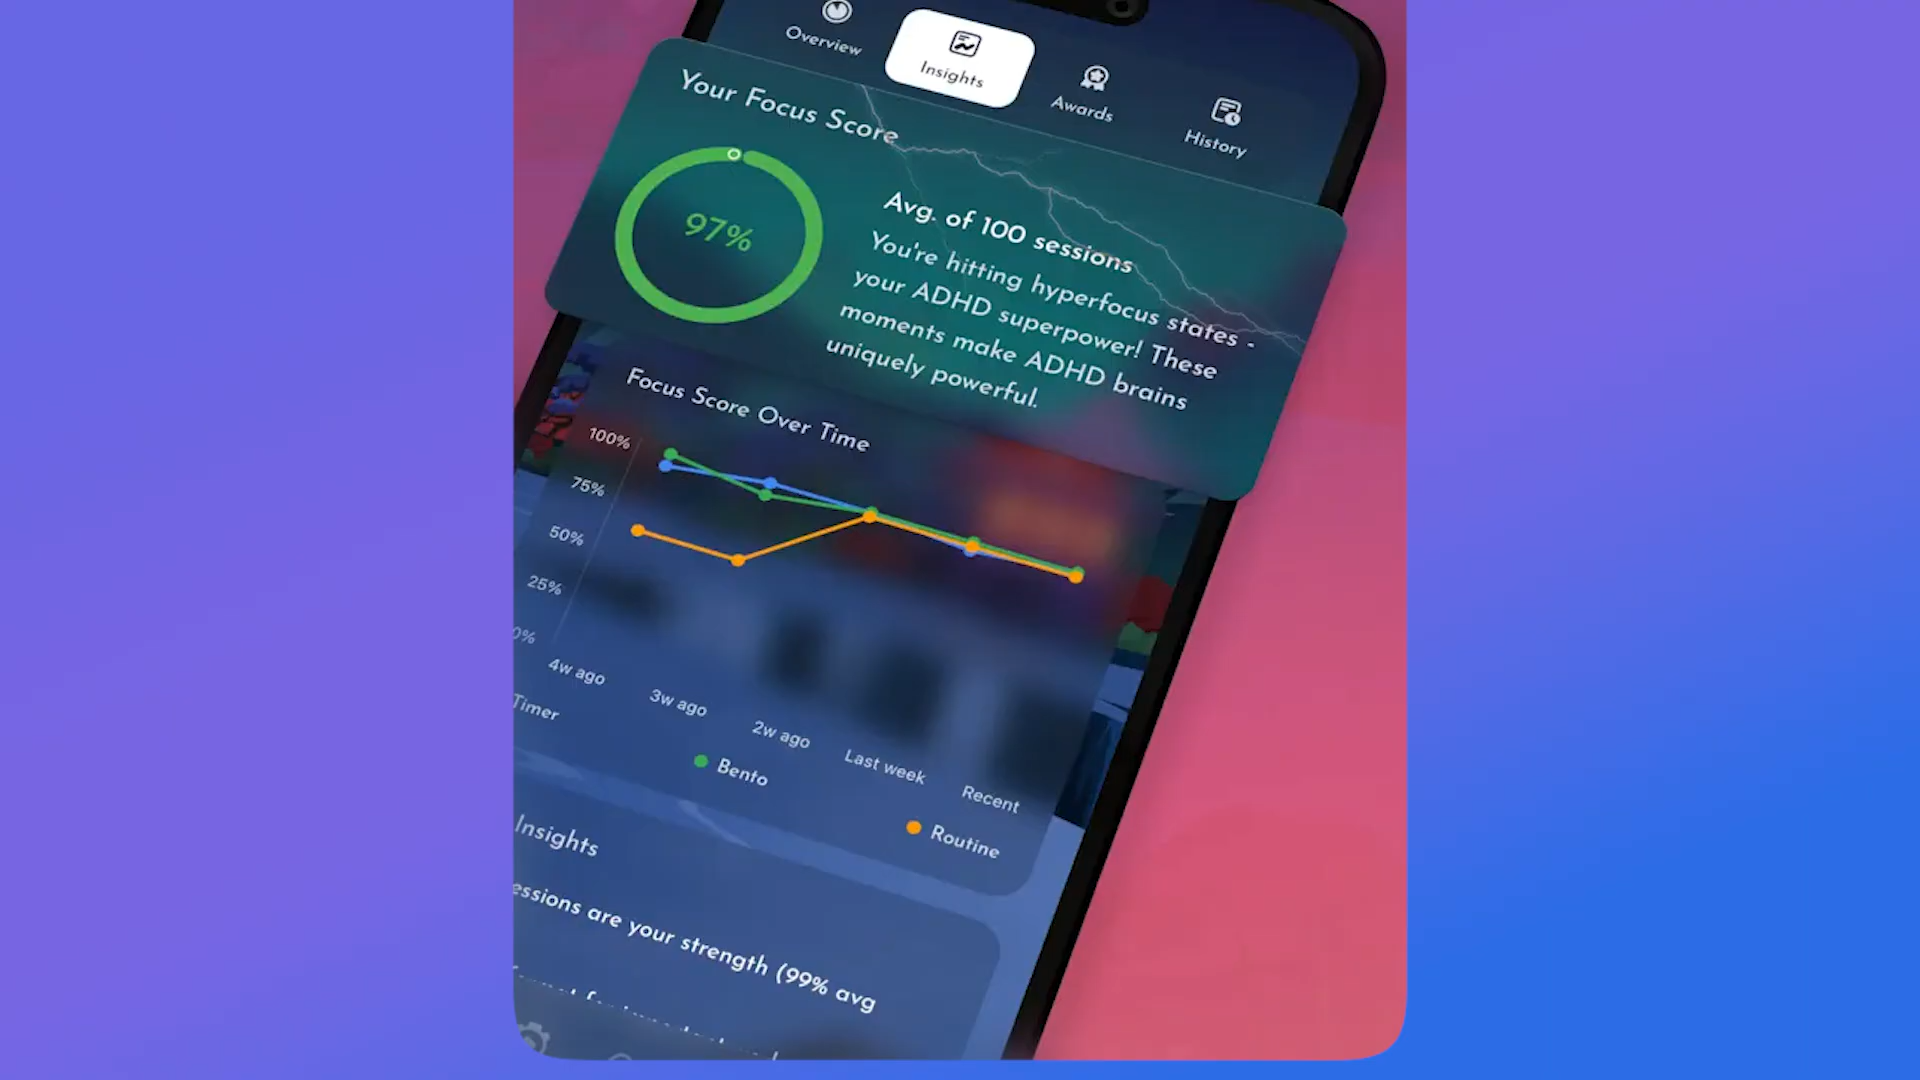 Overview
Insights
Awards
History
Your Focus Score
97%
Avg. of 100 sessions
You're hitting hyperfocus states -
your ADHD superpower! These
moments make ADHD brains
uniquely powerful.
Focus Score Over Time
100%
75%
50%
25%
0%
4w ago
3w ago
2w ago
Last week
Recent
Timer
Bento
Routine
Insights
essions are your strength (99% avg